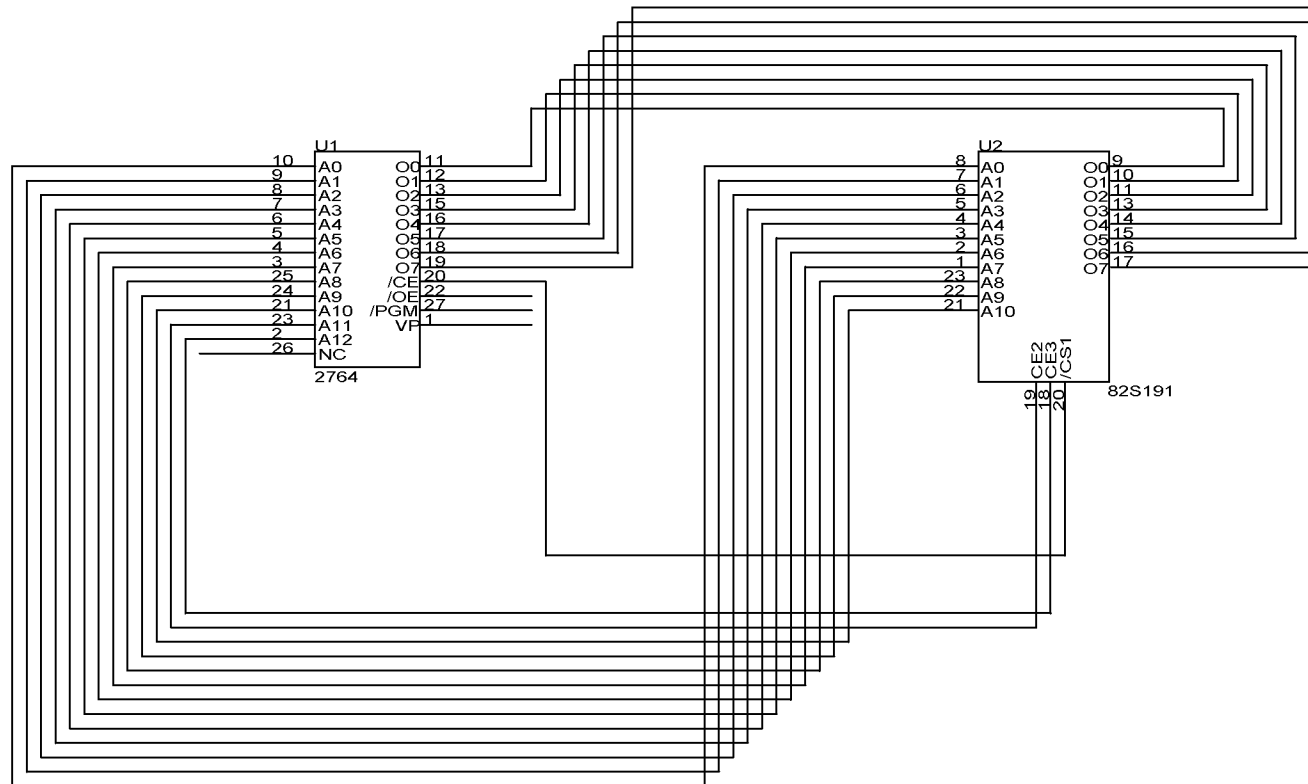 U1
10 A0 O0 11
9 A1 O1 12
8 A2 O2 13
7 A3 O3 15
6 A4 O4 16
5 A5 O5 17
4 A6 O6 18
3 A7 O7 19
25 A8 /CE 20
24 A9 /OE 22
21 A10 /PGM 27
23 A11 VP 1
2 A12
26 NC
2764
U2
8 A0 O0 9
7 A1 O1 10
6 A2 O2 11
5 A3 O3 13
4 A4 O4 14
3 A5 O5 15
2 A6 O6 16
1 A7 O7 17
23 A8
22 A9
21 A10
CE2 19
CE3 18
/CS1 20
82S191